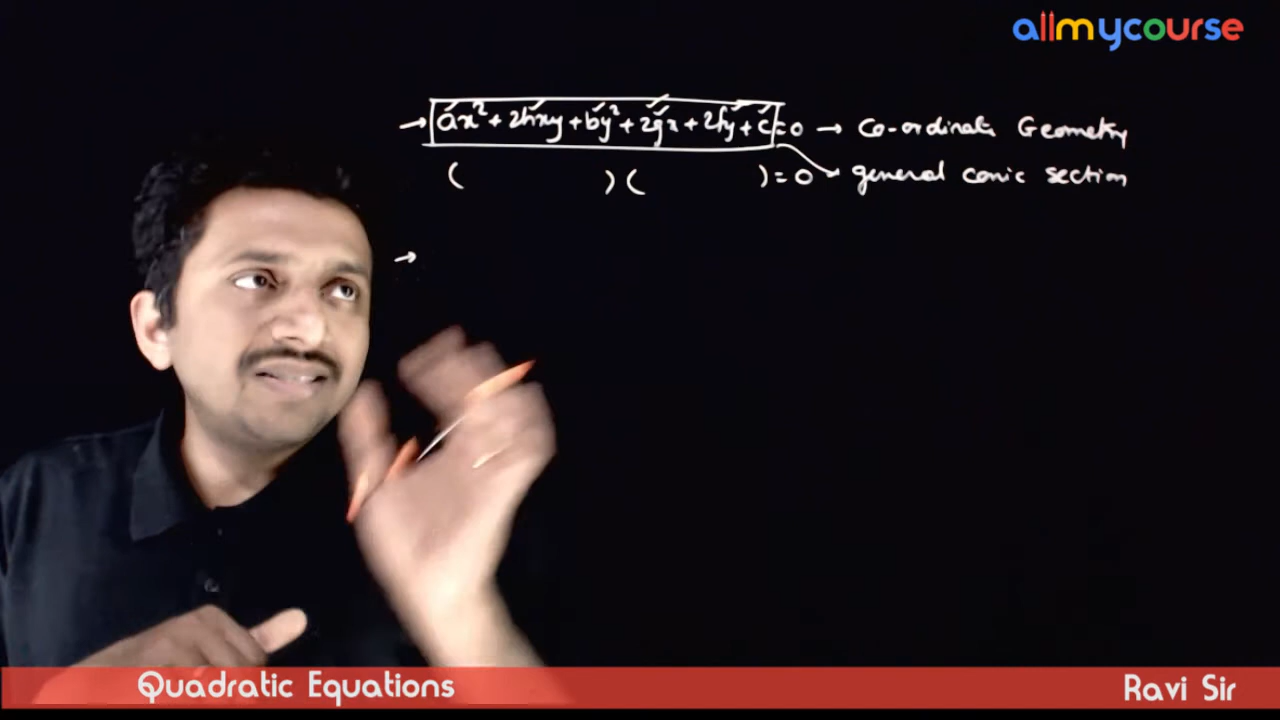 allmycourse
→ ax² + 2hxy + by² + 2gx + 2fy + c = 0 → Co-ordinate Geometry
( ) ( ) = 0 → general conic section
→
Quadratic Equations
Ravi Sir